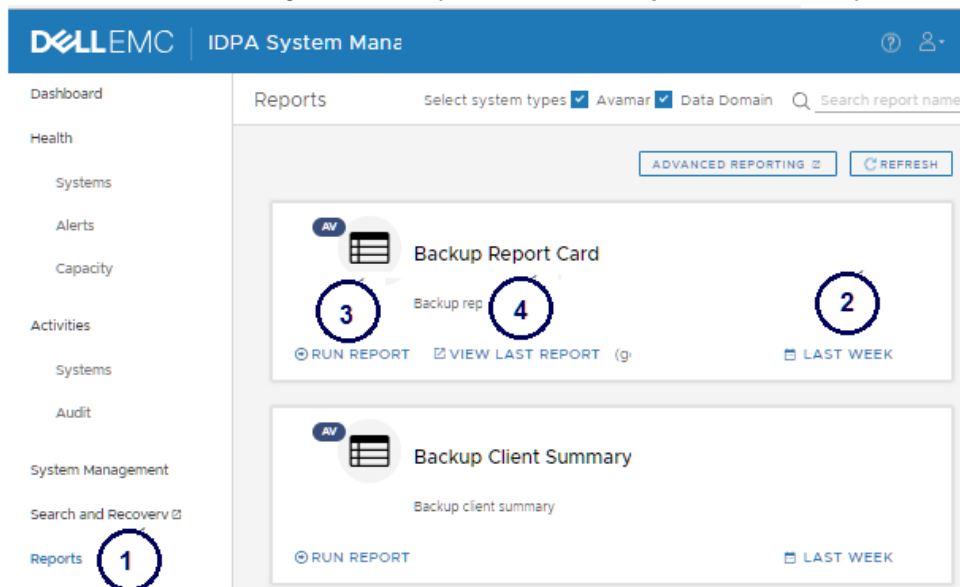 DELLEMC IDPA System Mana
Dashboard
Health
Systems
Alerts
Capacity
Activities
Systems
Audit
System Management
Search and Recovery
Reports
1
Reports Select system types Avamar Data Domain Search report name
ADVANCED REPORTING REFRESH
AV
Backup Report Card
Backup rep
3
4
2
RUN REPORT VIEW LAST REPORT (g
LAST WEEK
AV
Backup Client Summary
Backup client summary
RUN REPORT
LAST WEEK